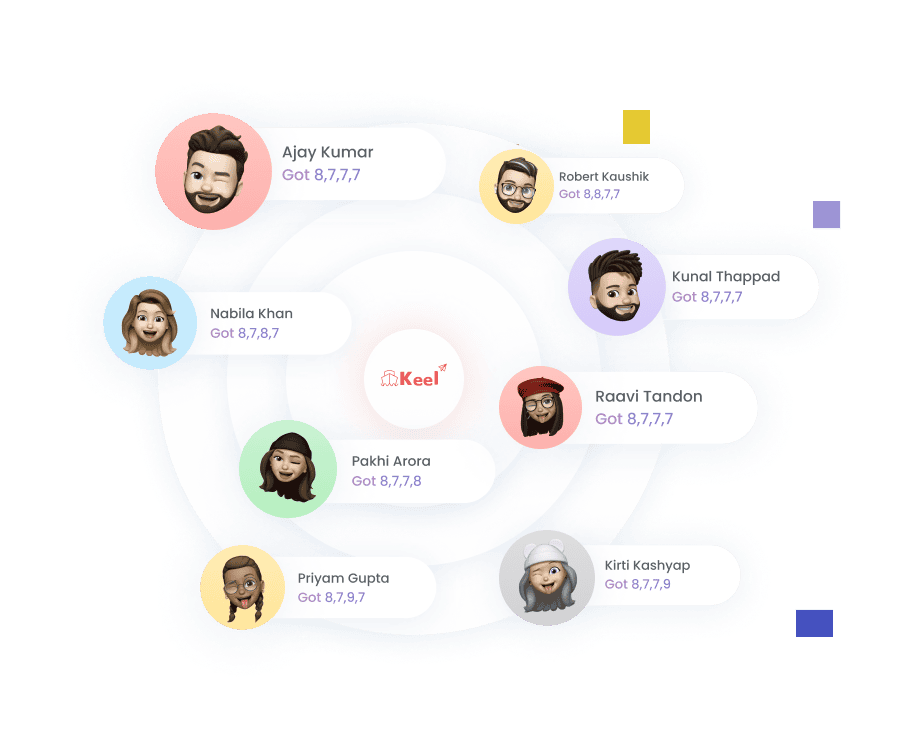 Ajay Kumar
Got 8,7,7,7
Robert Kaushik
Got 8,8,7,7
Kunal Thappad
Got 8,7,7,7
Nabila Khan
Got 8,7,8,7
Keel
Raavi Tandon
Got 8,7,7,7
Pakhi Arora
Got 8,7,7,8
Kirti Kashyap
Got 8,7,7,9
Priyam Gupta
Got 8,7,9,7